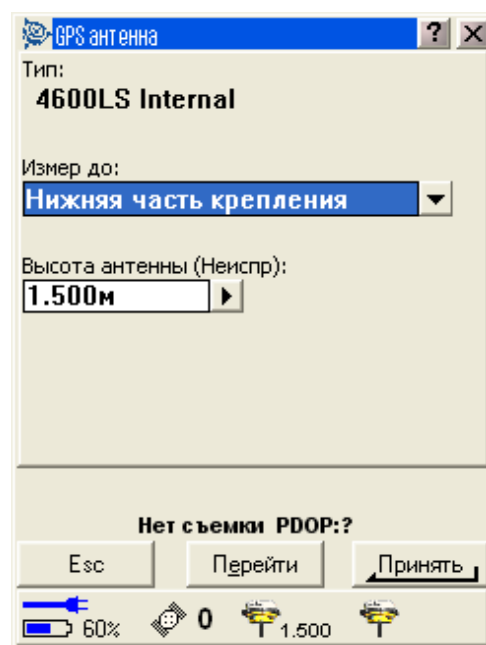 GPS антенна ? X
Тип:
4600LS Internal
Измер до:
Нижняя часть крепления
Высота антенны (Неиспр):
1.500м
Нет съемки PDOP:?
Esc Перейти Принять
60% 0 1.500